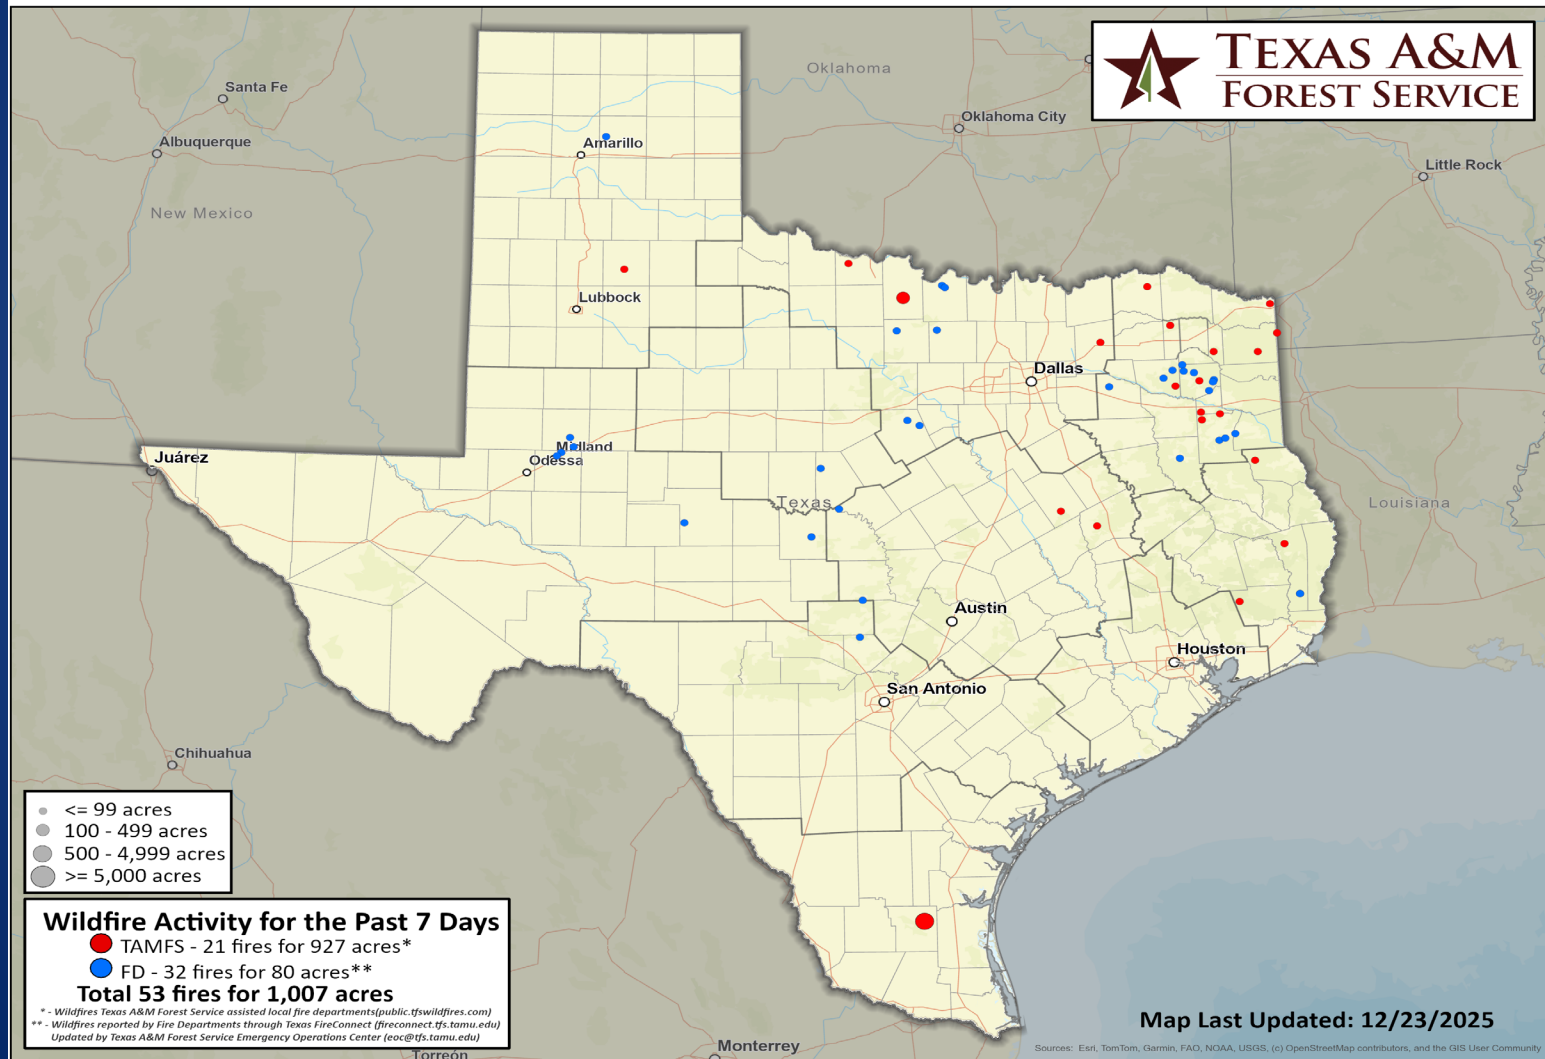 TEXAS A&M
FOREST SERVICE
Oklahoma
Santa Fe
Oklahoma City
Albuquerque
Amarillo
Little Rock
New Mexico
Lubbock
Dallas
Midland
Odessa
Juárez
Texas
Louisiana
Austin
Houston
San Antonio
Chihuahua
<= 99 acres
100 - 499 acres
500 - 4,999 acres
>= 5,000 acres
Wildfire Activity for the Past 7 Days
TAMFS - 21 fires for 927 acres*
FD - 32 fires for 80 acres**
Total 53 fires for 1,007 acres
* - Wildfires Texas A&M Forest Service assisted local fire departments(public.tfswildfires.com)
** - Wildfires reported by Fire Departments through Texas FireConnect (fireconnect.tfs.tamu.edu)
Updated by Texas A&M Forest Service Emergency Operations Center (eoc@tfs.tamu.edu)
Map Last Updated: 12/23/2025
Monterrey
Torreón
Sources: Esri, TomTom, Garmin, FAO, NOAA, USGS, (c) OpenStreetMap contributors, and the GIS User Community